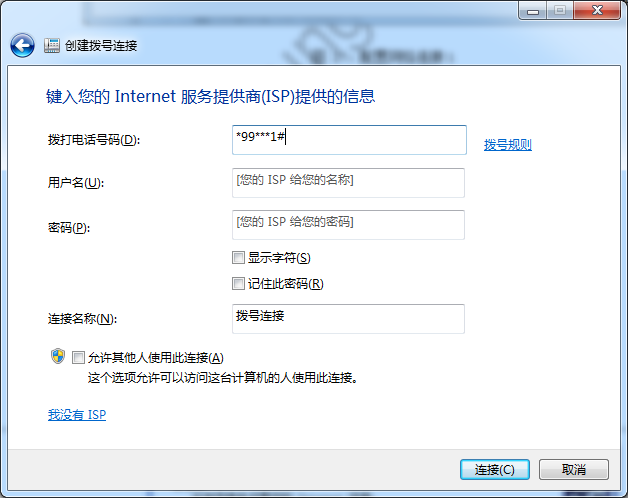 创建拨号连接
键入您的 Internet 服务提供商(ISP)提供的信息
拨打电话号码(D):
*99***1#
拨号规则
用户名(U):
[您的 ISP 给您的名称]
密码(P):
[您的 ISP 给您的密码]
显示字符(S)
记住此密码(R)
连接名称(N):
拨号连接
允许其他人使用此连接(A)
这个选项允许可以访问这台计算机的人使用此连接。
我没有 ISP
连接(C)
取消